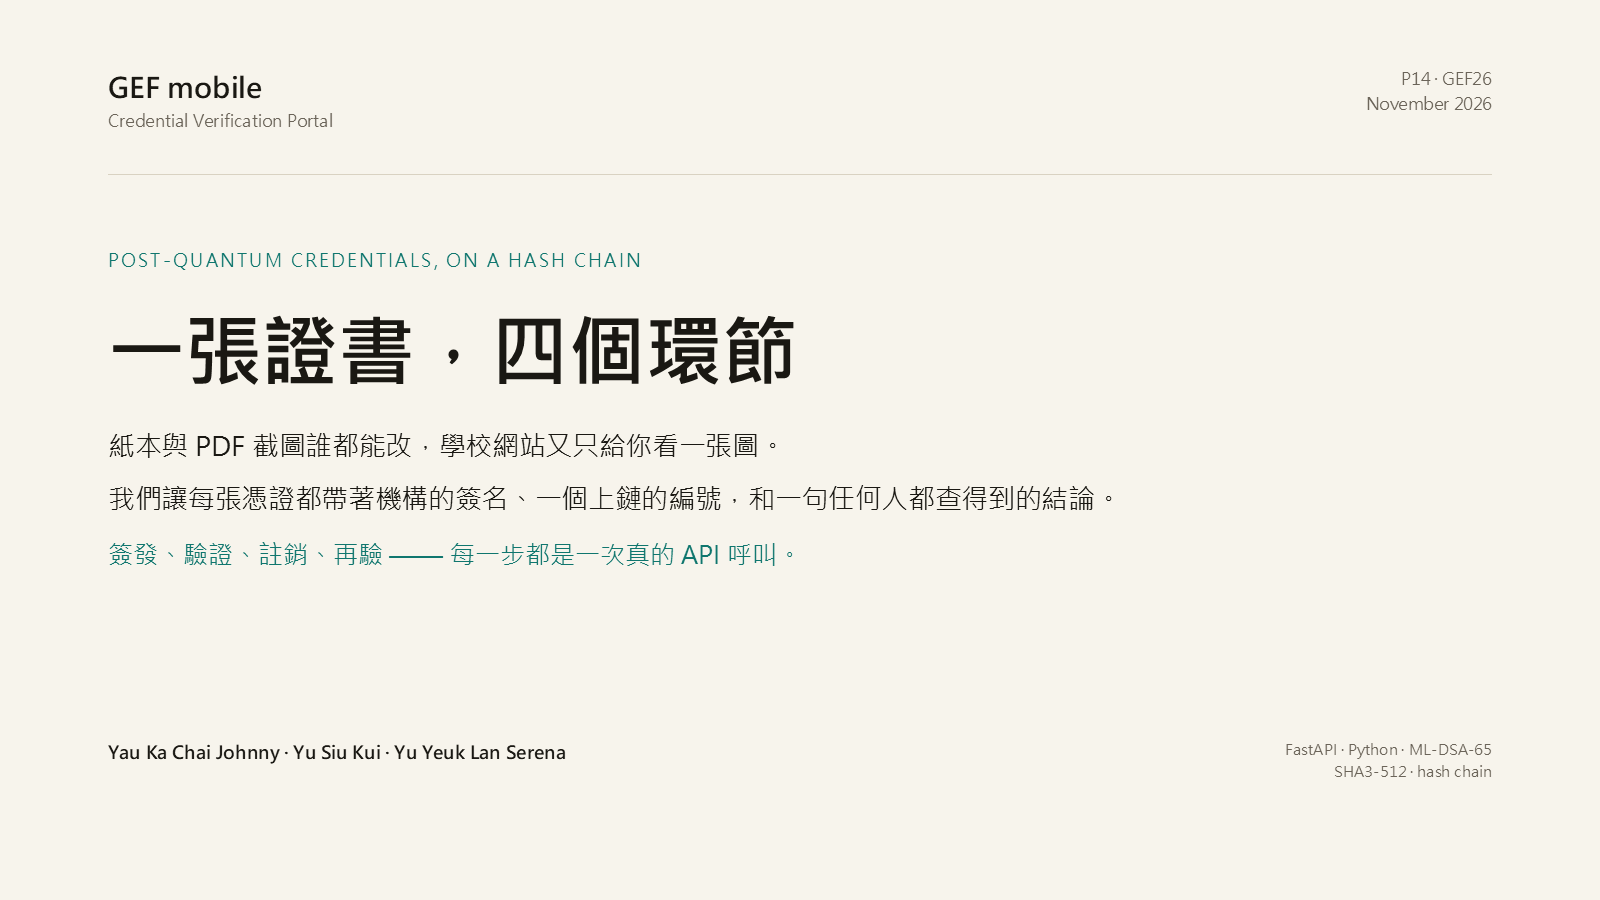 GEF mobile
Credential Verification Portal
P14 · GEF26
November 2026
POST-QUANTUM CREDENTIALS, ON A HASH CHAIN
一張證書，四個環節
紙本與 PDF 截圖誰都能改，學校網站又只給你看一張圖。
我們讓每張憑證都帶著機構的簽名、一個上鏈的編號，和一句任何人都查得到的結論。
簽發、驗證、註銷、再驗 —— 每一步都是一次真的 API 呼叫。
Yau Ka Chai Johnny · Yu Siu Kui · Yu Yeuk Lan Serena
FastAPI · Python · ML-DSA-65
SHA3-512 · hash chain